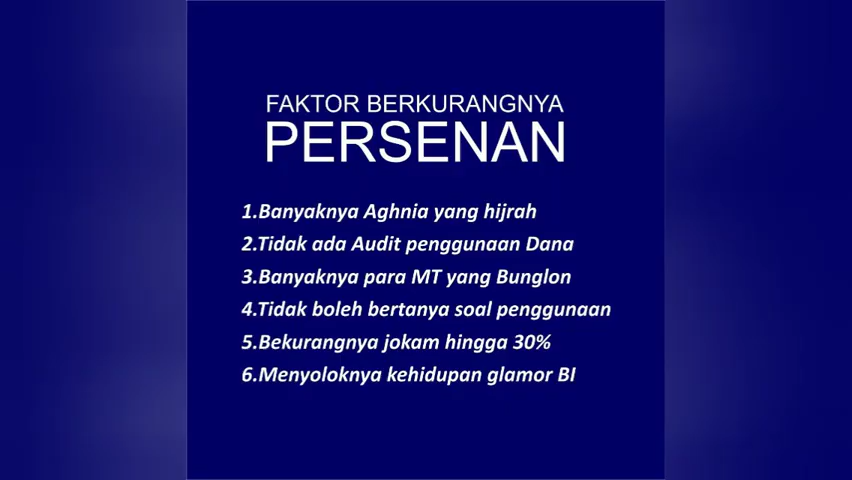 FAKTOR BERKURANGNYA
PERSENAN
1.Banyaknya Aghnia yang hijrah
2.Tidak ada Audit penggunaan Dana
3.Banyaknya para MT yang Bunglon
4.Tidak boleh bertanya soal penggunaan
5.Bekurangnya jokam hingga 30%
6.Menyoloknya kehidupan glamor BI